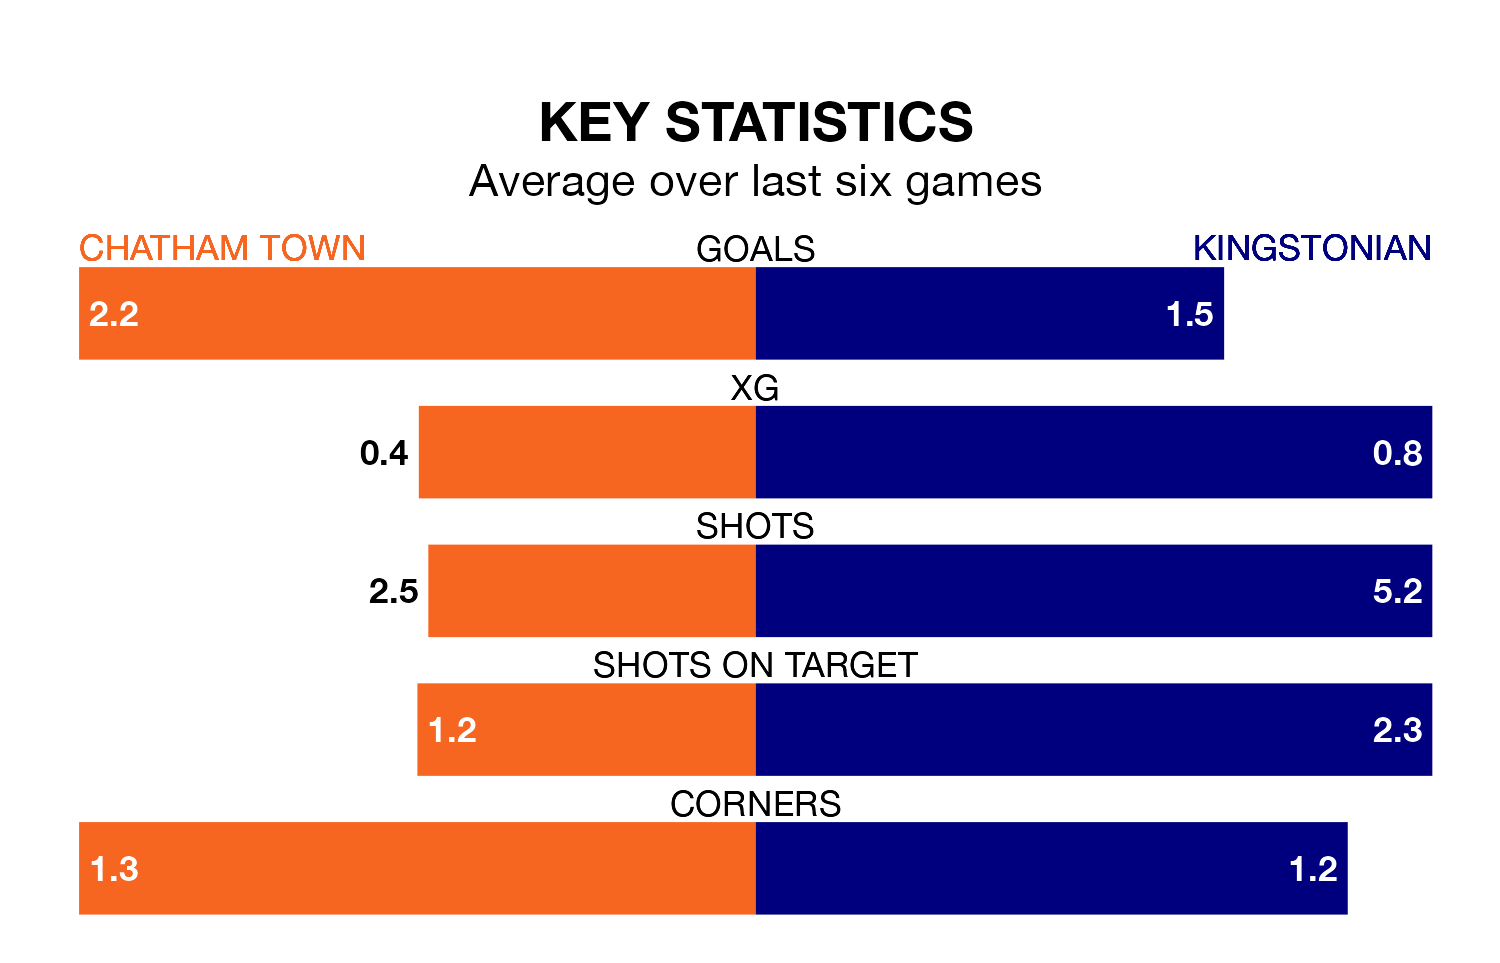 KEY STATISTICS
Average over last six games
CHATHAM TOWN GOALS KINGSTONIAN
2.2 1.5
XG
0.4 0.8
SHOTS
2.5 5.2
SHOTS ON TARGET
1.2 2.3
CORNERS
1.3 1.2